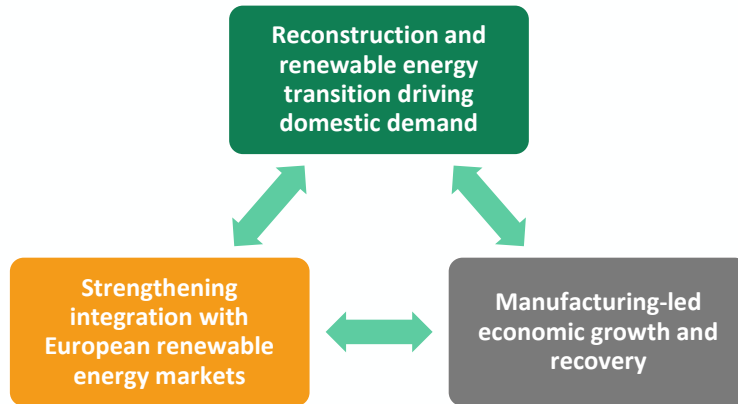 Reconstruction and
renewable energy
transition driving
domestic demand
Strengthening
integration with
European renewable
energy markets
Manufacturing-led
economic growth and
recovery